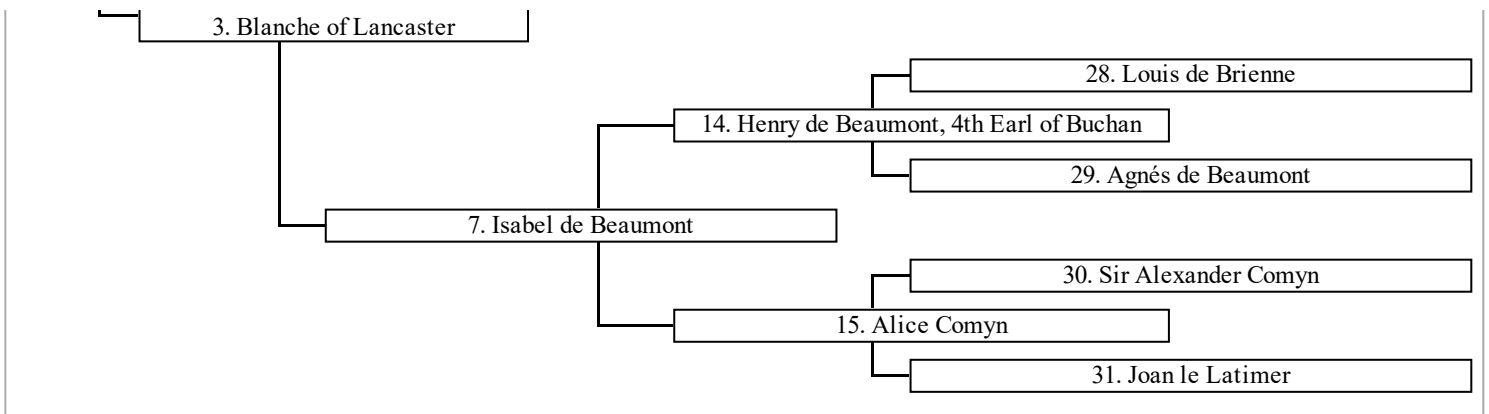 3. Blanche of Lancaster
28. Louis de Brienne
14. Henry de Beaumont, 4th Earl of Buchan
29. Agnés de Beaumont
7. Isabel de Beaumont
30. Sir Alexander Comyn
15. Alice Comyn
31. Joan le Latimer